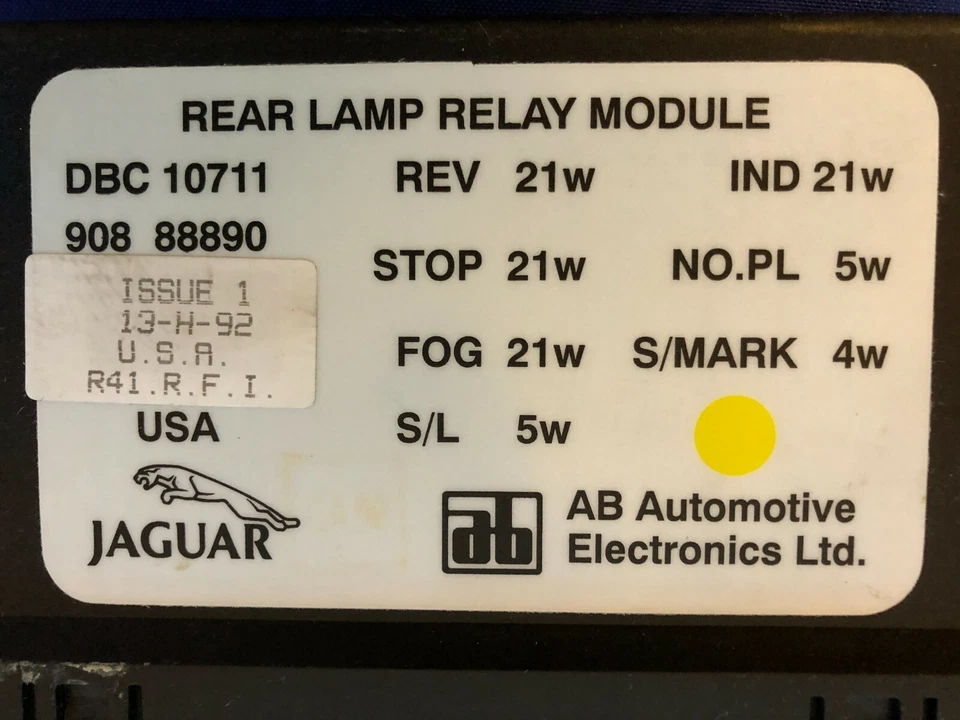 REAR LAMP RELAY MODULE
DBC 10711 REV 21w IND 21w
908 88890
STOP 21w NO.PL 5w
ISSUE 1
13-H-92
U.S.A.
R41.R.F.I.
FOG 21w S/MARK 4w
USA S/L 5w
JAGUAR
ab
AB Automotive
Electronics Ltd.